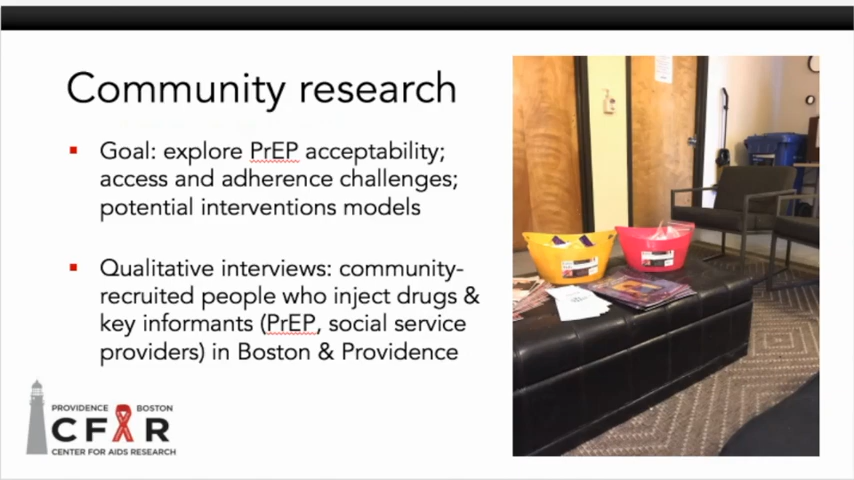 Community research
Goal: explore PrEP acceptability;
access and adherence challenges;
potential interventions models
Qualitative interviews: community-
recruited people who inject drugs &
key informants (PrEP, social service
providers) in Boston & Providence
PROVIDENCE BOSTON
CFAR
CENTER FOR AIDS RESEARCH